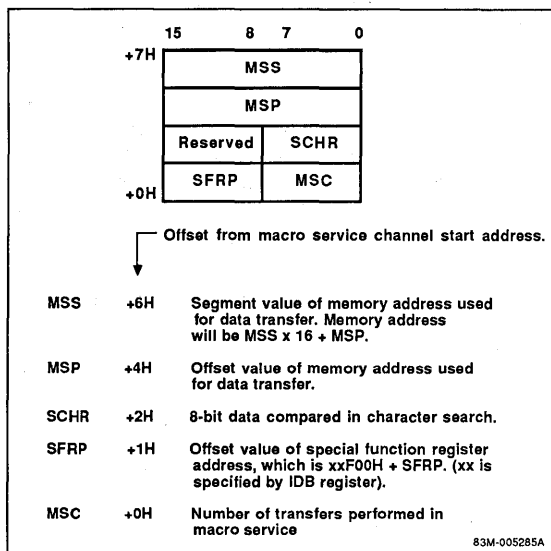 15 8 7 0
+7H
MSS
MSP
Reserved SCHR
SFRP MSC
+0H
Offset from macro service channel start address.
MSS +6H Segment value of memory address used
for data transfer. Memory address
will be MSS x 16 + MSP.
MSP +4H Offset value of memory address used
for data transfer.
SCHR +2H 8-bit data compared in character search.
SFRP +1H Offset value of special function register
address, which is xxF00H + SFRP. (xx is
specified by IDB register).
MSC +0H Number of transfers performed in
macro service
83M-005285A